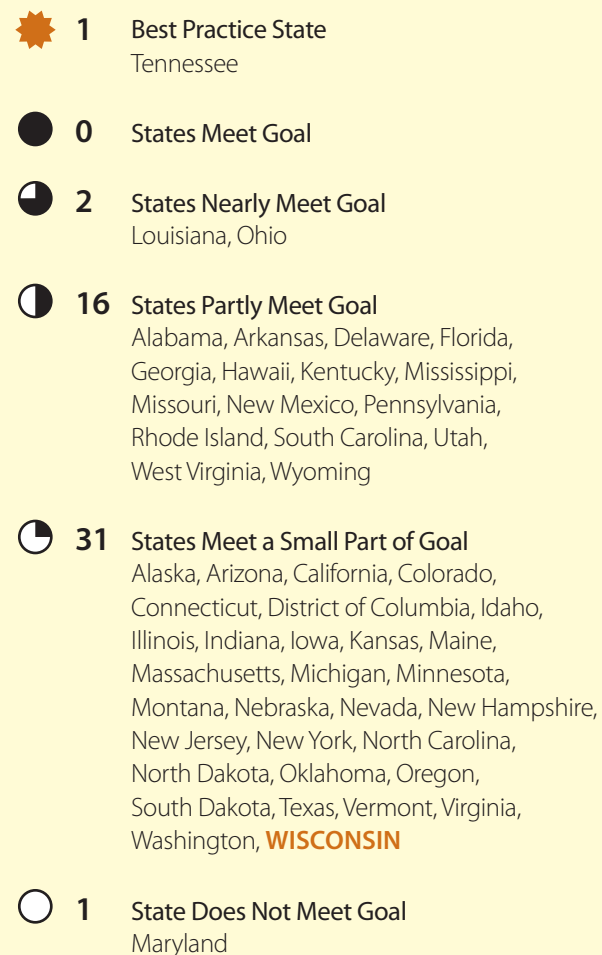 1 Best Practice State
Tennessee
0 States Meet Goal
2 States Nearly Meet Goal
Louisiana, Ohio
16 States Partly Meet Goal
Alabama, Arkansas, Delaware, Florida,
Georgia, Hawaii, Kentucky, Mississippi,
Missouri, New Mexico, Pennsylvania,
Rhode Island, South Carolina, Utah,
West Virginia, Wyoming
31 States Meet a Small Part of Goal
Alaska, Arizona, California, Colorado,
Connecticut, District of Columbia, Idaho,
Illinois, Indiana, Iowa, Kansas, Maine,
Massachusetts, Michigan, Minnesota,
Montana, Nebraska, Nevada, New Hampshire,
New Jersey, New York, North Carolina,
North Dakota, Oklahoma, Oregon,
South Dakota, Texas, Vermont, Virginia,
Washington, WISCONSIN
1 State Does Not Meet Goal
Maryland